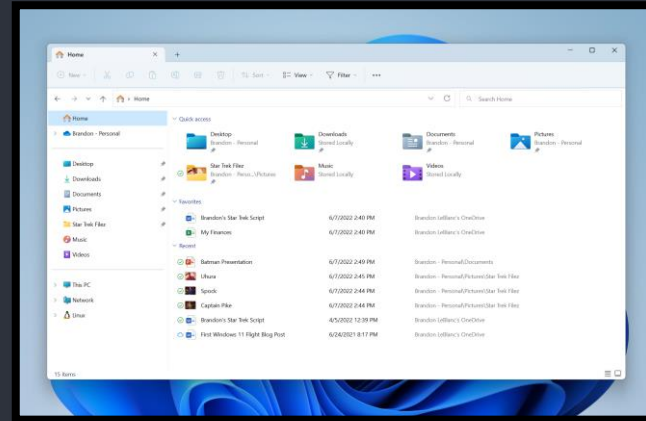 Home
New
Sort
View
Filter
Home
Search Home
Home
Brandon - Personal
Desktop
Downloads
Documents
Pictures
Star Trek Files
Music
Videos
This PC
Network
Linux
Quick access
Desktop
Brandon - Personal
Downloads
Stored Locally
Documents
Brandon - Personal
Pictures
Brandon - Personal
Star Trek Files
Brandon - Perso...\Pictures
Music
Stored Locally
Videos
Stored Locally
Favorites
Brandon's Star Trek Script 6/7/2022 2:40 PM Brandon LeBlanc's OneDrive
My Finances 6/7/2022 2:40 PM Brandon LeBlanc's OneDrive
Recent
Batman Presentation 6/7/2022 2:49 PM Brandon - Personal\Documents
Uhura 6/7/2022 2:45 PM Brandon - Personal\Pictures\Star Trek Files
Spock 6/7/2022 2:44 PM Brandon - Personal\Pictures\Star Trek Files
Captain Pike 6/7/2022 2:44 PM Brandon - Personal\Pictures\Star Trek Files
Brandon's Star Trek Script 4/5/2022 12:39 PM Brandon LeBlanc's OneDrive
First Windows 11 Flight Blog Post 6/24/2021 8:17 PM Brandon LeBlanc's OneDrive
15 items